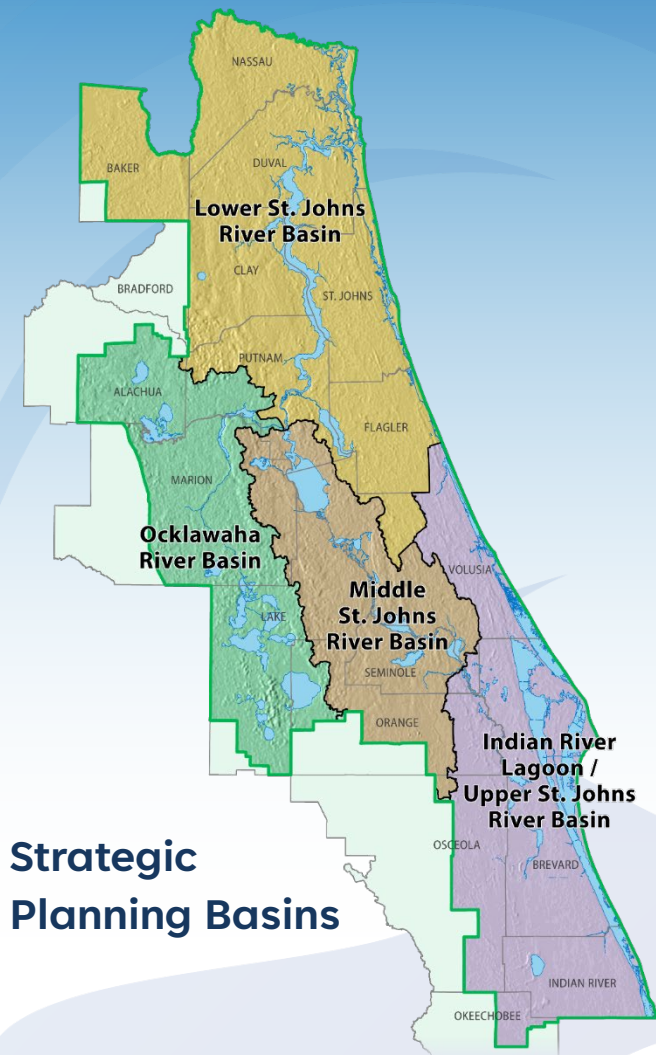 NASSAU
BAKER
DUVAL
Lower St. Johns
River Basin
CLAY
BRADFORD
ST. JOHNS
PUTNAM
ALACHUA
FLAGLER
MARION
Ocklawaha
River Basin
VOLUSIA
Middle
St. Johns
River Basin
LAKE
SEMINOLE
ORANGE
Indian River
Lagoon /
Upper St. Johns
River Basin
OSCEOLA
BREVARD
Strategic
Planning Basins
INDIAN RIVER
OKEECHOBEE